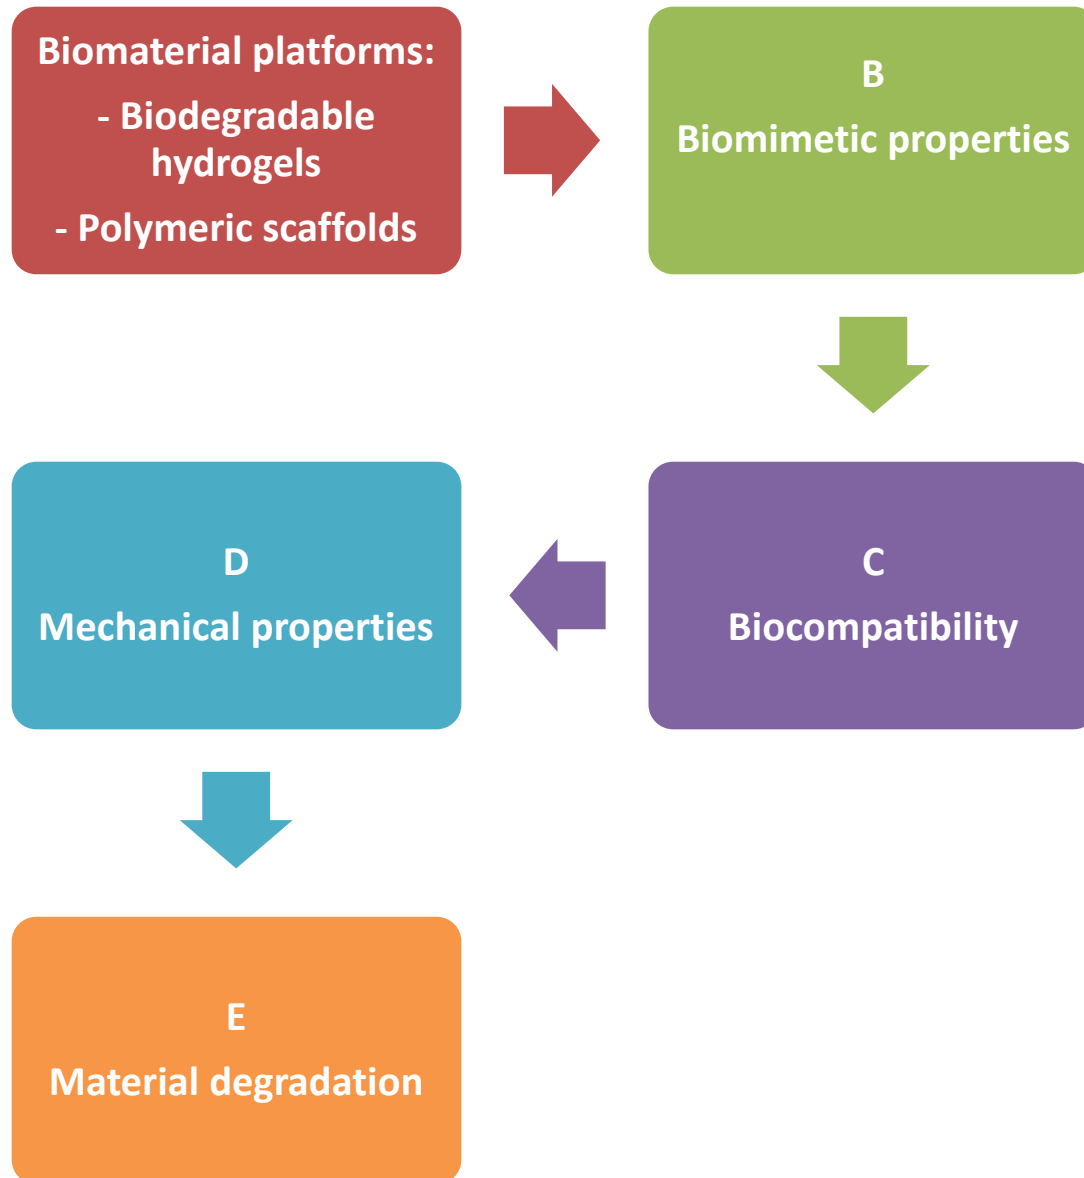 Biomaterial platforms:
- Biodegradable
hydrogels
- Polymeric scaffolds
B
Biomimetic properties
C
Biocompatibility
D
Mechanical properties
E
Material degradation